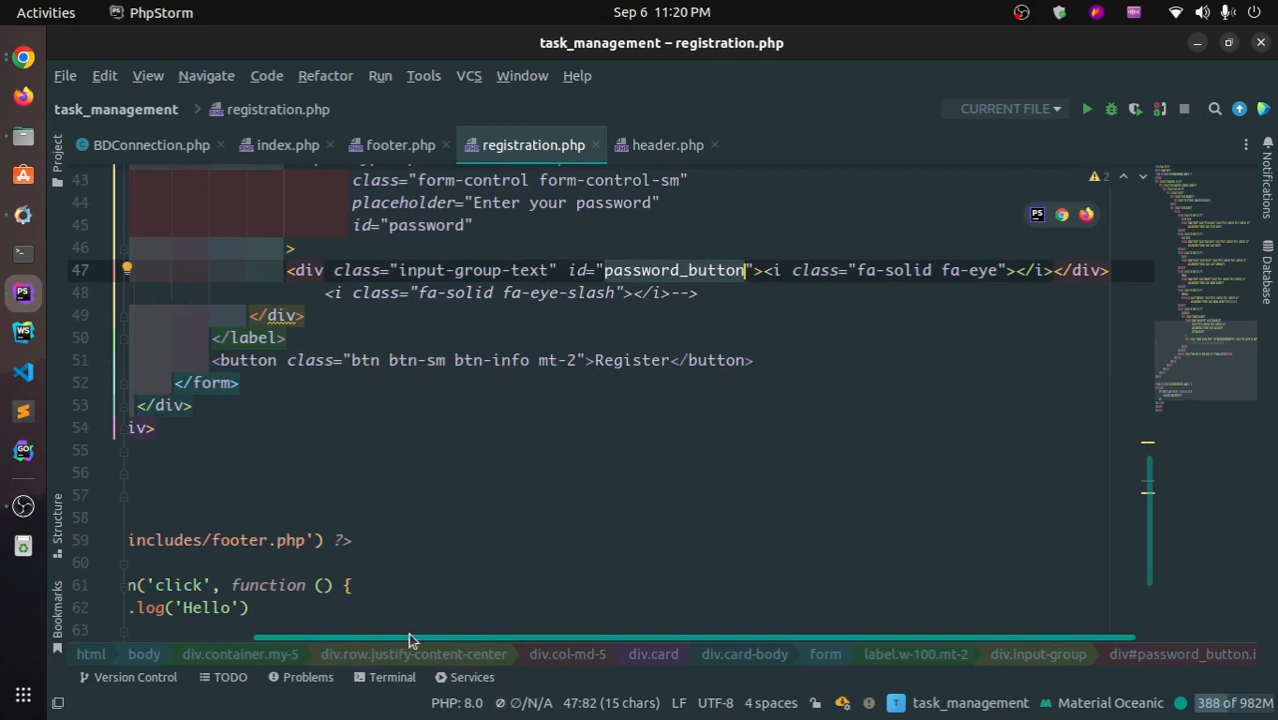 Activities PhpStorm Sep 6 11:20 PM
task_management – registration.php
File Edit View Navigate Code Refactor Run Tools VCS Window Help
task_management registration.php CURRENT FILE
Project BDConnection.php index.php footer.php registration.php header.php Notifications
43 class="form-control form-control-sm" 2
44 placeholder="Enter your password"
45 id="password"
46 >
47 <div class="input-group-text" id="password_button"><i class="fa-solid fa-eye"></i></div>
48 <i class="fa-solid fa-eye-slash"></i>-->
49 </div>
50 </label>
51 <button class="btn btn-sm btn-info mt-2">Register</button>
52 </form>
53 </div>
54 iv>
55
56
57
58
59 includes/footer.php') ?>
60
61 n('click', function () {
62 .log('Hello')
63
Database
Structure
Bookmarks
html body div.container.my-5 div.row.justify-content-center div.col-md-5 div.card div.card-body form label.w-100.mt-2 div.input-group div#password_button.i
Version Control TODO Problems Terminal Services
PHP: 8.0 ∅/N/A 47:82 (15 chars) LF UTF-8 4 spaces T task_management Material Oceanic 388 of 982M